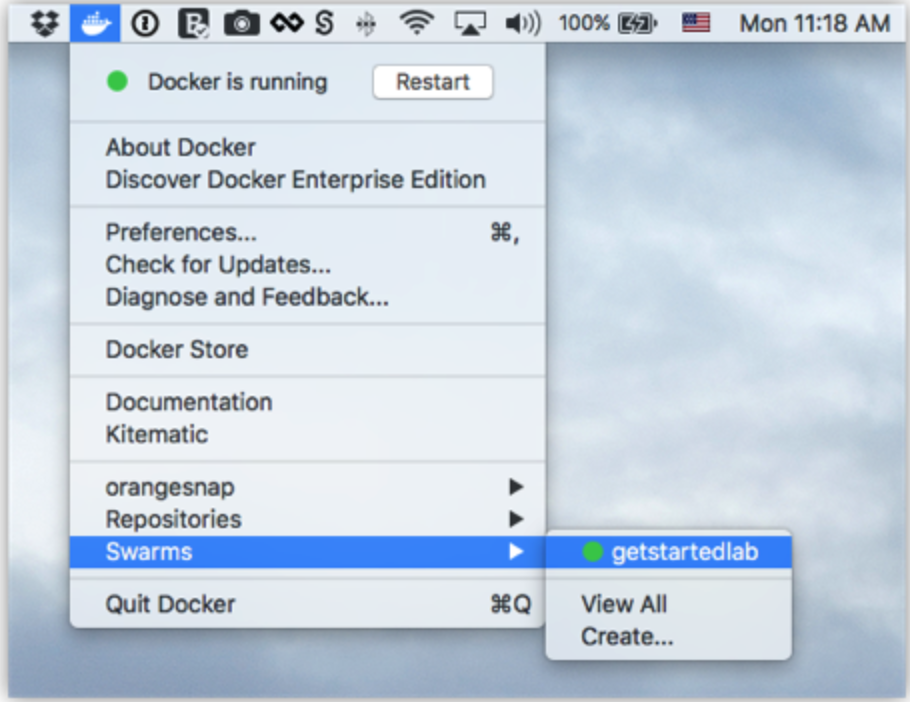 100% Mon 11:18 AM
Docker is running Restart
About Docker
Discover Docker Enterprise Edition
Preferences... ⌘,
Check for Updates...
Diagnose and Feedback...
Docker Store
Documentation
Kitematic
orangesnap
Repositories
Swarms
getstartedlab
Quit Docker ⌘Q
View All
Create...